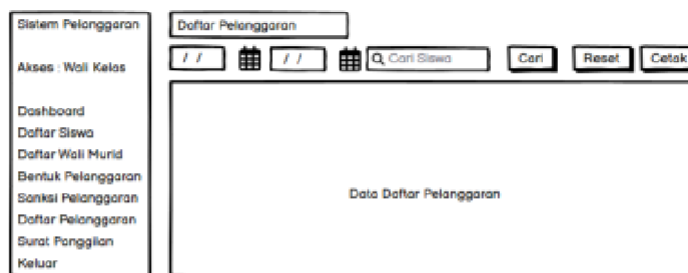 Sistem Pelanggaran
Akses : Wali Kelas
Dashboard
Daftar Siswa
Daftar Wali Murid
Bentuk Pelanggaran
Sanksi Pelanggaran
Daftar Pelanggaran
Surat Panggilan
Keluar
Daftar Pelanggaran
/ / / / Cari Siswa Cari Reset Cetak
Data Daftar Pelanggaran